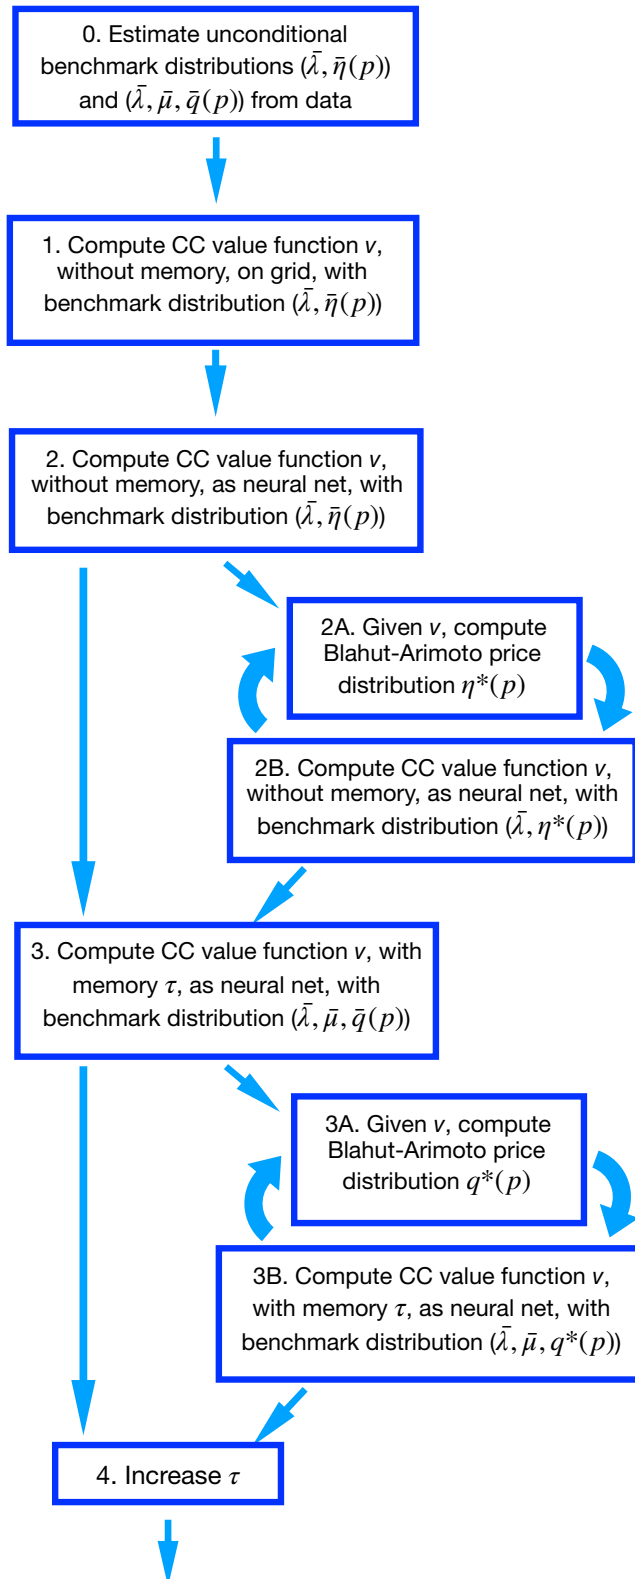 0. Estimate unconditional
benchmark distributions (λ̄, η̄(p))
and (λ̄, μ̄, q̄(p)) from data
1. Compute CC value function v,
without memory, on grid, with
benchmark distribution (λ̄, η̄(p))
2. Compute CC value function v,
without memory, as neural net, with
benchmark distribution (λ̄, η̄(p))
2A. Given v, compute
Blahut-Arimoto price
distribution η*(p)
2B. Compute CC value function v,
without memory, as neural net, with
benchmark distribution (λ̄, η*(p))
3. Compute CC value function v, with
memory τ, as neural net, with
benchmark distribution (λ̄, μ̄, q̄(p))
3A. Given v, compute
Blahut-Arimoto price
distribution q*(p)
3B. Compute CC value function v,
with memory τ, as neural net, with
benchmark distribution (λ̄, μ̄, q*(p))
4. Increase τ